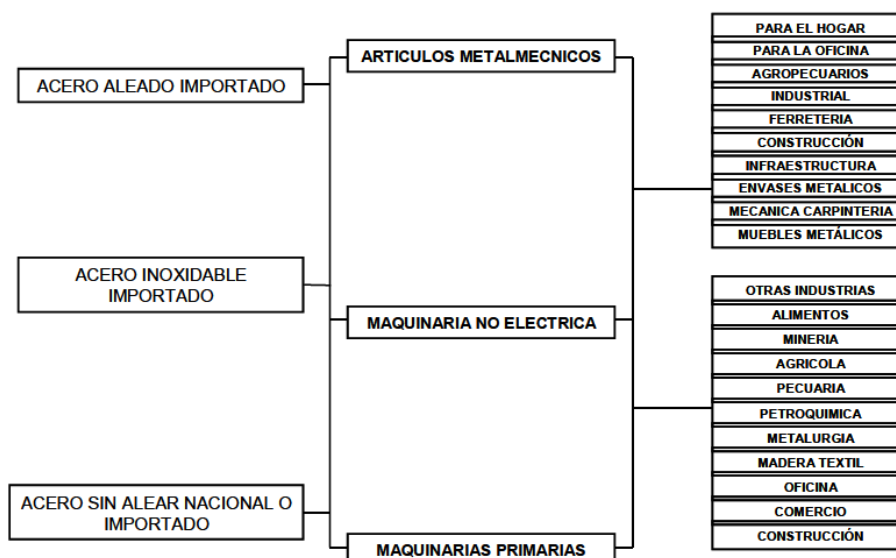 ACERO ALEADO IMPORTADO
ACERO INOXIDABLE
IMPORTADO
ACERO SIN ALEAR NACIONAL O
IMPORTADO
ARTICULOS METALMECNICOS
MAQUINARIA NO ELECTRICA
MAQUINARIAS PRIMARIAS
PARA EL HOGAR
PARA LA OFICINA
AGROPECUARIOS
INDUSTRIAL
FERRETERIA
CONSTRUCCIÓN
INFRAESTRUCTURA
ENVASES METALICOS
MECANICA CARPINTERIA
MUEBLES METÁLICOS
OTRAS INDUSTRIAS
ALIMENTOS
MINERIA
AGRICOLA
PECUARIA
PETROQUIMICA
METALURGIA
MADERA TEXTIL
OFICINA
COMERCIO
CONSTRUCCIÓN